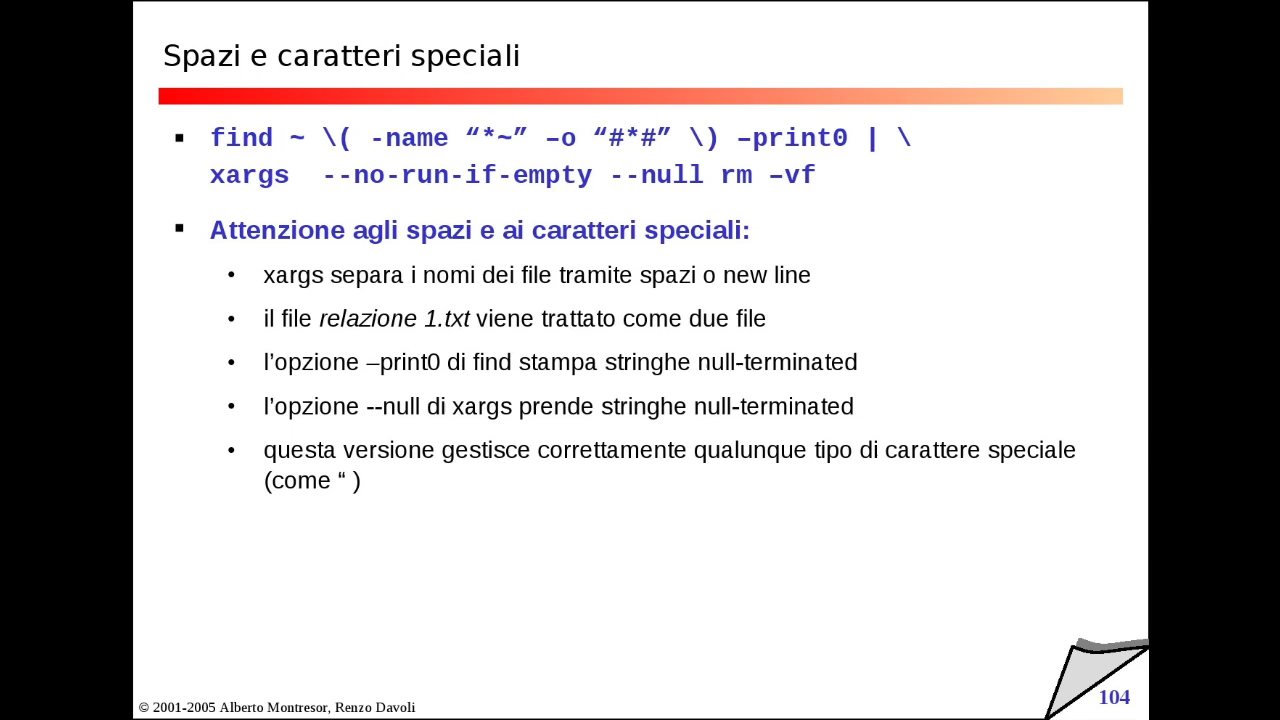 Spazi e caratteri speciali
▪ find ~ \( -name “*~” –o “#*#” \) –print0 | \
xargs --no-run-if-empty --null rm –vf
▪ Attenzione agli spazi e ai caratteri speciali:
• xargs separa i nomi dei file tramite spazi o new line
• il file relazione 1.txt viene trattato come due file
• l’opzione –print0 di find stampa stringhe null-terminated
• l’opzione --null di xargs prende stringhe null-terminated
• questa versione gestisce correttamente qualunque tipo di carattere speciale
(come “ )
© 2001-2005 Alberto Montresor, Renzo Davoli
104